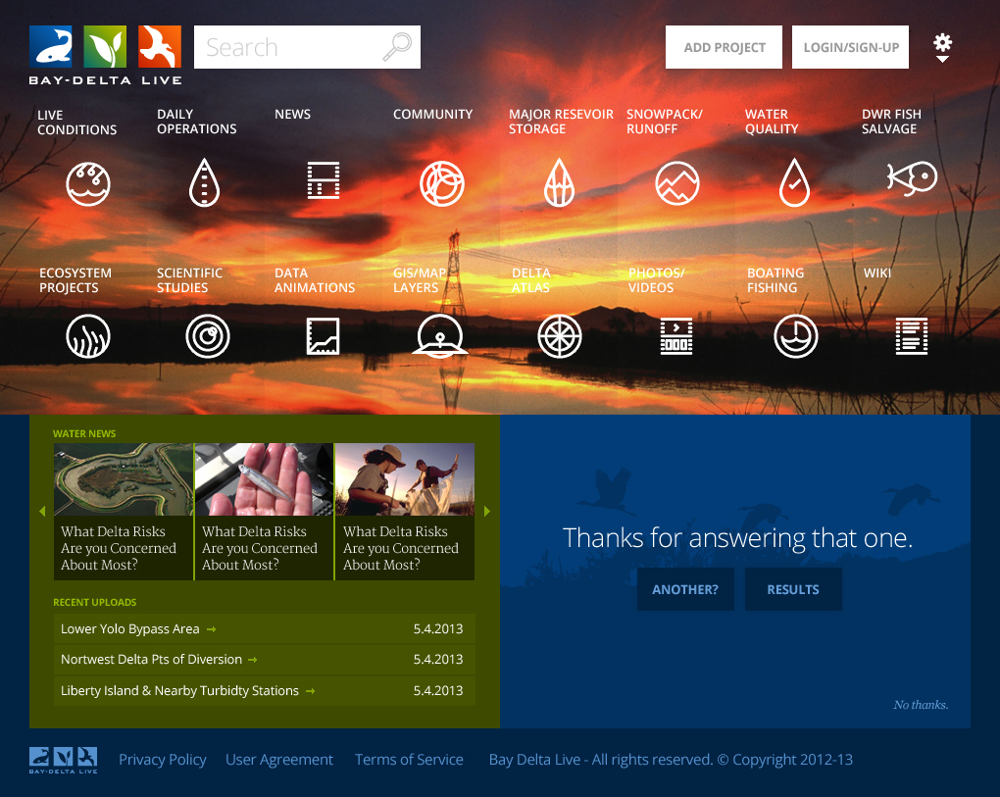 BAY-DELTA LIVE
Search
ADD PROJECT
LOGIN/SIGN-UP
LIVE
CONDITIONS
DAILY
OPERATIONS
NEWS
COMMUNITY
MAJOR RESEVOIR
STORAGE
SNOWPACK/
RUNOFF
WATER
QUALITY
DWR FISH
SALVAGE
ECOSYSTEM
PROJECTS
SCIENTIFIC
STUDIES
DATA
ANIMATIONS
GIS/MAP
LAYERS
DELTA
ATLAS
PHOTOS/
VIDEOS
BOATING
FISHING
WIKI
WATER NEWS
What Delta Risks
Are you Concerned
About Most?
What Delta Risks
Are you Concerned
About Most?
What Delta Risks
Are you Concerned
About Most?
RECENT UPLOADS
Lower Yolo Bypass Area → 5.4.2013
Nortwest Delta Pts of Diversion → 5.4.2013
Liberty Island & Nearby Turbidty Stations → 5.4.2013
Thanks for answering that one.
ANOTHER?
RESULTS
No thanks.
BAY-DELTA LIVE
Privacy Policy
User Agreement
Terms of Service
Bay Delta Live - All rights reserved. © Copyright 2012-13